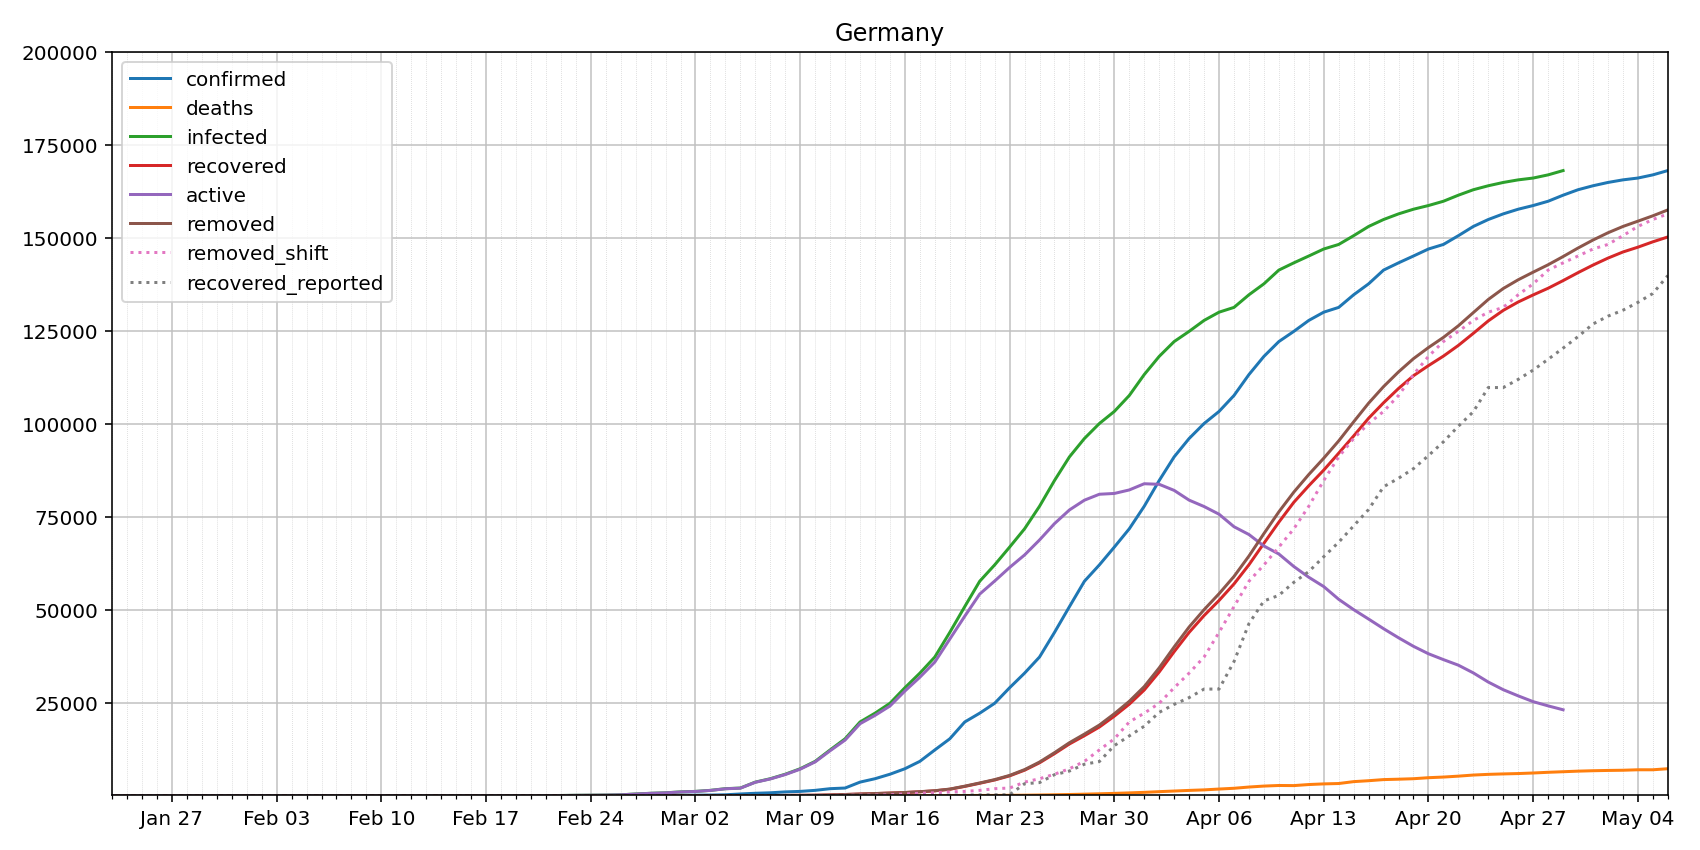 Germany
200000
175000
150000
125000
100000
75000
50000
25000
confirmed
deaths
infected
recovered
active
removed
removed_shift
recovered_reported
Jan 27 Feb 03 Feb 10 Feb 17 Feb 24 Mar 02 Mar 09 Mar 16 Mar 23 Mar 30 Apr 06 Apr 13 Apr 20 Apr 27 May 04